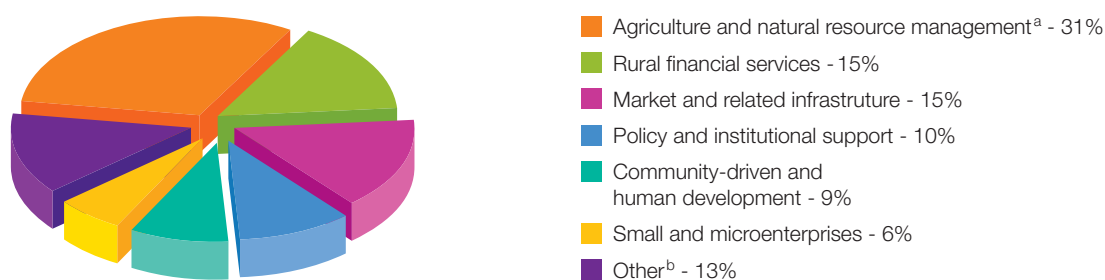 Agriculture and natural resource managementᵃ - 31%
Rural financial services - 15%
Market and related infrastruture - 15%
Policy and institutional support - 10%
Community-driven and
human development - 9%
Small and microenterprises - 6%
Otherᵇ - 13%